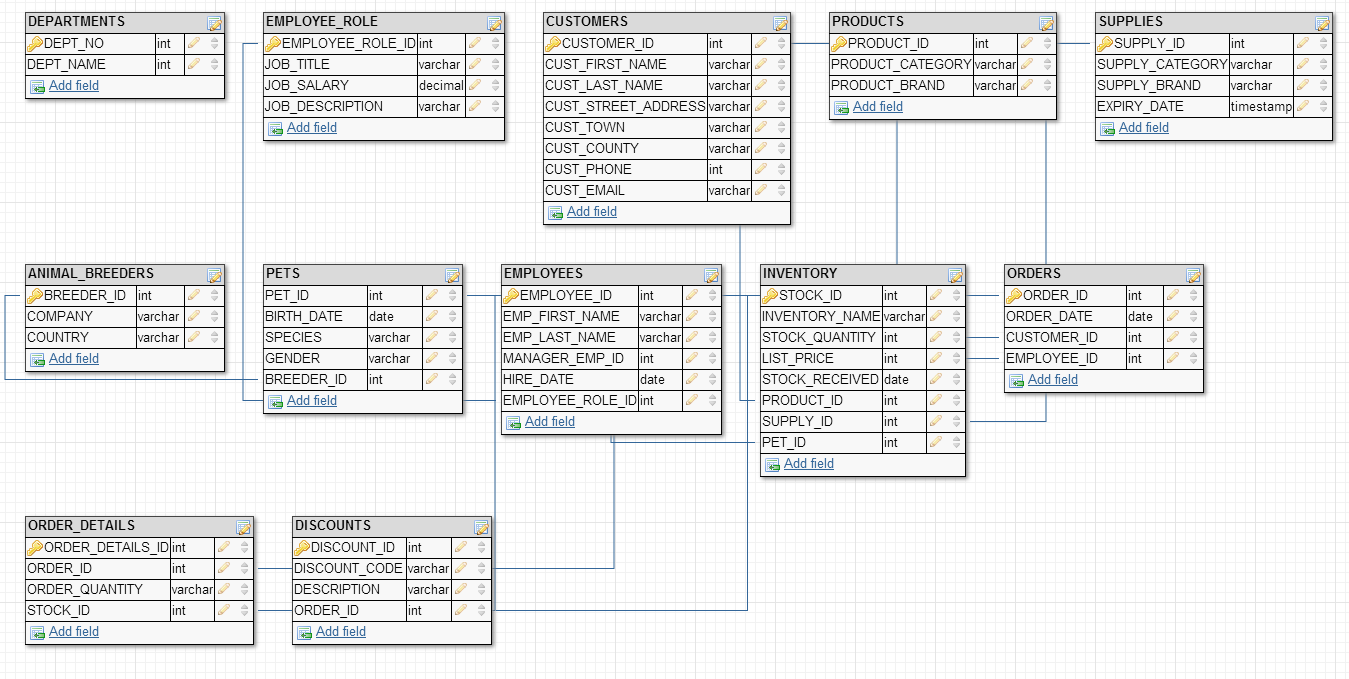 DEPARTMENTS
DEPT_NO int
DEPT_NAME int
Add field
EMPLOYEE_ROLE
EMPLOYEE_ROLE_ID int
JOB_TITLE varchar
JOB_SALARY decimal
JOB_DESCRIPTION varchar
Add field
CUSTOMERS
CUSTOMER_ID int
CUST_FIRST_NAME varchar
CUST_LAST_NAME varchar
CUST_STREET_ADDRESS varchar
CUST_TOWN varchar
CUST_COUNTY varchar
CUST_PHONE int
CUST_EMAIL varchar
Add field
PRODUCTS
PRODUCT_ID int
PRODUCT_CATEGORY varchar
PRODUCT_BRAND varchar
Add field
SUPPLIES
SUPPLY_ID int
SUPPLY_CATEGORY varchar
SUPPLY_BRAND varchar
EXPIRY_DATE timestamp
Add field
ANIMAL_BREEDERS
BREEDER_ID int
COMPANY varchar
COUNTRY varchar
Add field
PETS
PET_ID int
BIRTH_DATE date
SPECIES varchar
GENDER varchar
BREEDER_ID int
Add field
EMPLOYEES
EMPLOYEE_ID int
EMP_FIRST_NAME varchar
EMP_LAST_NAME varchar
MANAGER_EMP_ID int
HIRE_DATE date
EMPLOYEE_ROLE_ID int
Add field
INVENTORY
STOCK_ID int
INVENTORY_NAME varchar
STOCK_QUANTITY int
LIST_PRICE int
STOCK_RECEIVED date
PRODUCT_ID int
SUPPLY_ID int
PET_ID int
Add field
ORDERS
ORDER_ID int
ORDER_DATE date
CUSTOMER_ID int
EMPLOYEE_ID int
Add field
ORDER_DETAILS
ORDER_DETAILS_ID int
ORDER_ID int
ORDER_QUANTITY varchar
STOCK_ID int
Add field
DISCOUNTS
DISCOUNT_ID int
DISCOUNT_CODE varchar
DESCRIPTION varchar
ORDER_ID int
Add field